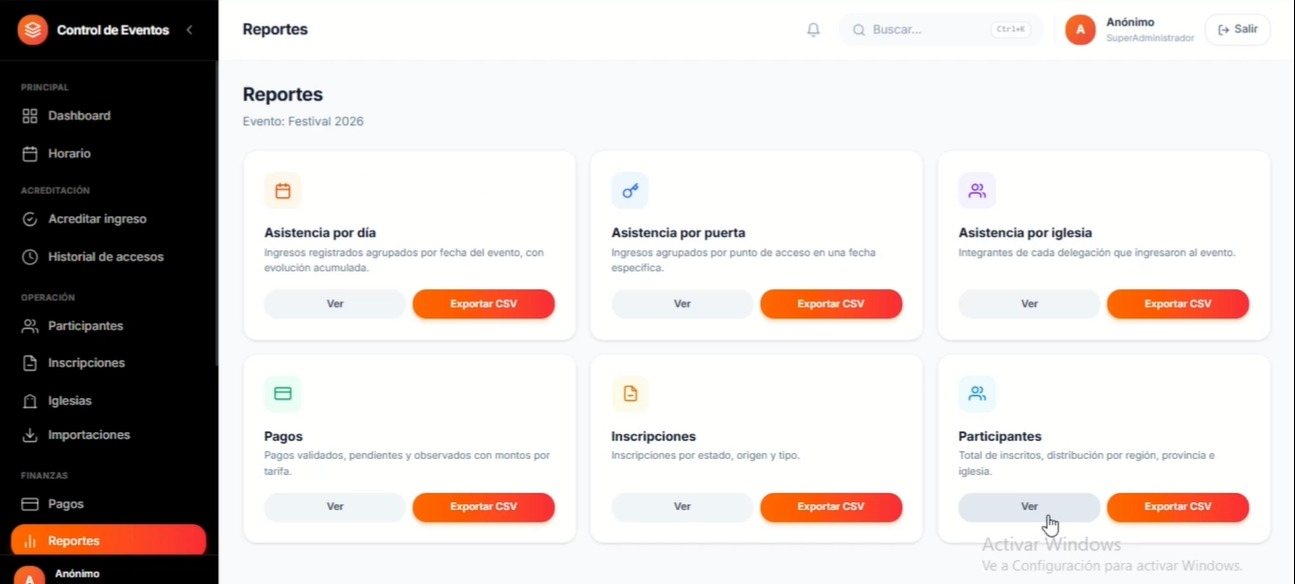 Control de Eventos
Reportes
Buscar...
Ctrl+K
A
Anónimo
SuperAdministrador
Salir
PRINCIPAL
Dashboard
Horario
ACREDITACIÓN
Acreditar ingreso
Historial de accesos
OPERACIÓN
Participantes
Inscripciones
Iglesias
Importaciones
FINANZAS
Pagos
Reportes
A
Anónimo
Reportes
Evento: Festival 2026
Asistencia por día
Ingresos registrados agrupados por fecha del evento, con
evolución acumulada.
Ver
Exportar CSV
Asistencia por puerta
Ingresos agrupados por punto de acceso en una fecha
específica.
Ver
Exportar CSV
Asistencia por iglesia
Integrantes de cada delegación que ingresaron al evento.
Ver
Exportar CSV
Pagos
Pagos validados, pendientes y observados con montos por
tarifa.
Ver
Exportar CSV
Inscripciones
Inscripciones por estado, origen y tipo.
Ver
Exportar CSV
Participantes
Total de inscritos, distribución por región, provincia e
iglesia.
Ver
Exportar CSV
Activar Windows
Ve a Configuración para activar Windows.